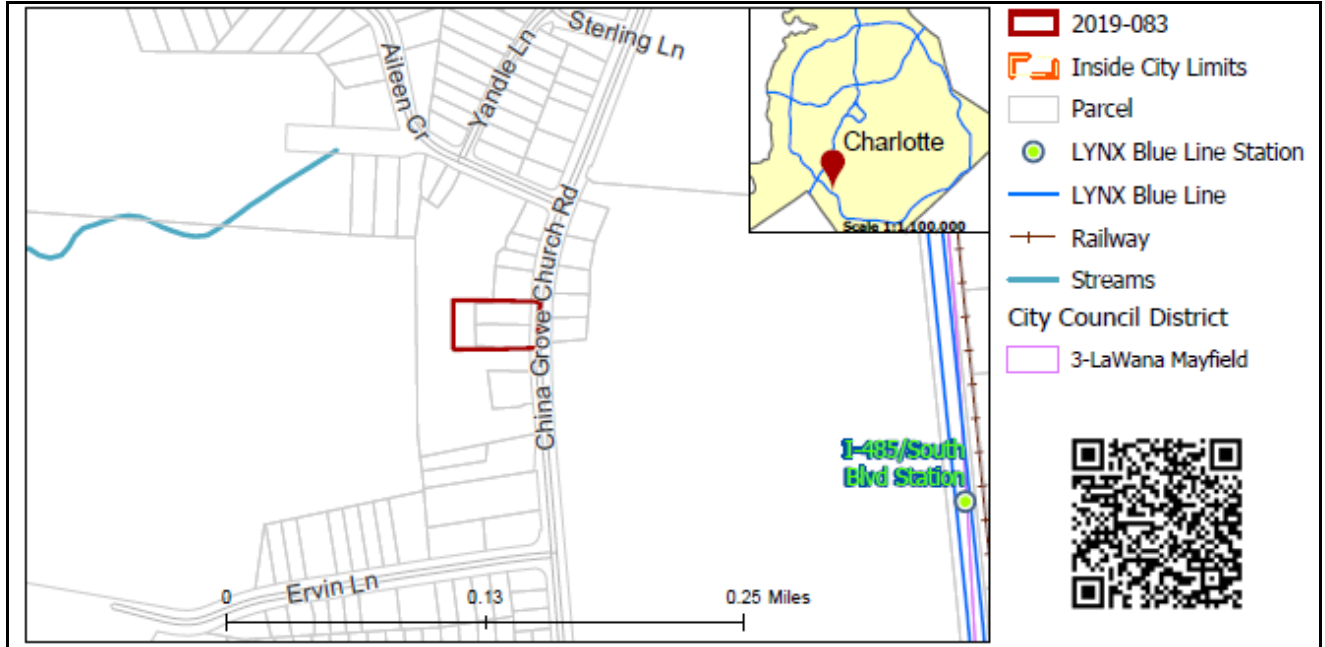 Sterling Ln
Yandle Ln
Aileen Cr
China Grove Church Rd
Ervin Ln
0
0.13
0.25 Miles
I-485/South
Blvd Station
Charlotte
Scale 1:1,100,000
2019-083
Inside City Limits
Parcel
LYNX Blue Line Station
LYNX Blue Line
Railway
Streams
City Council District
3-LaWana Mayfield